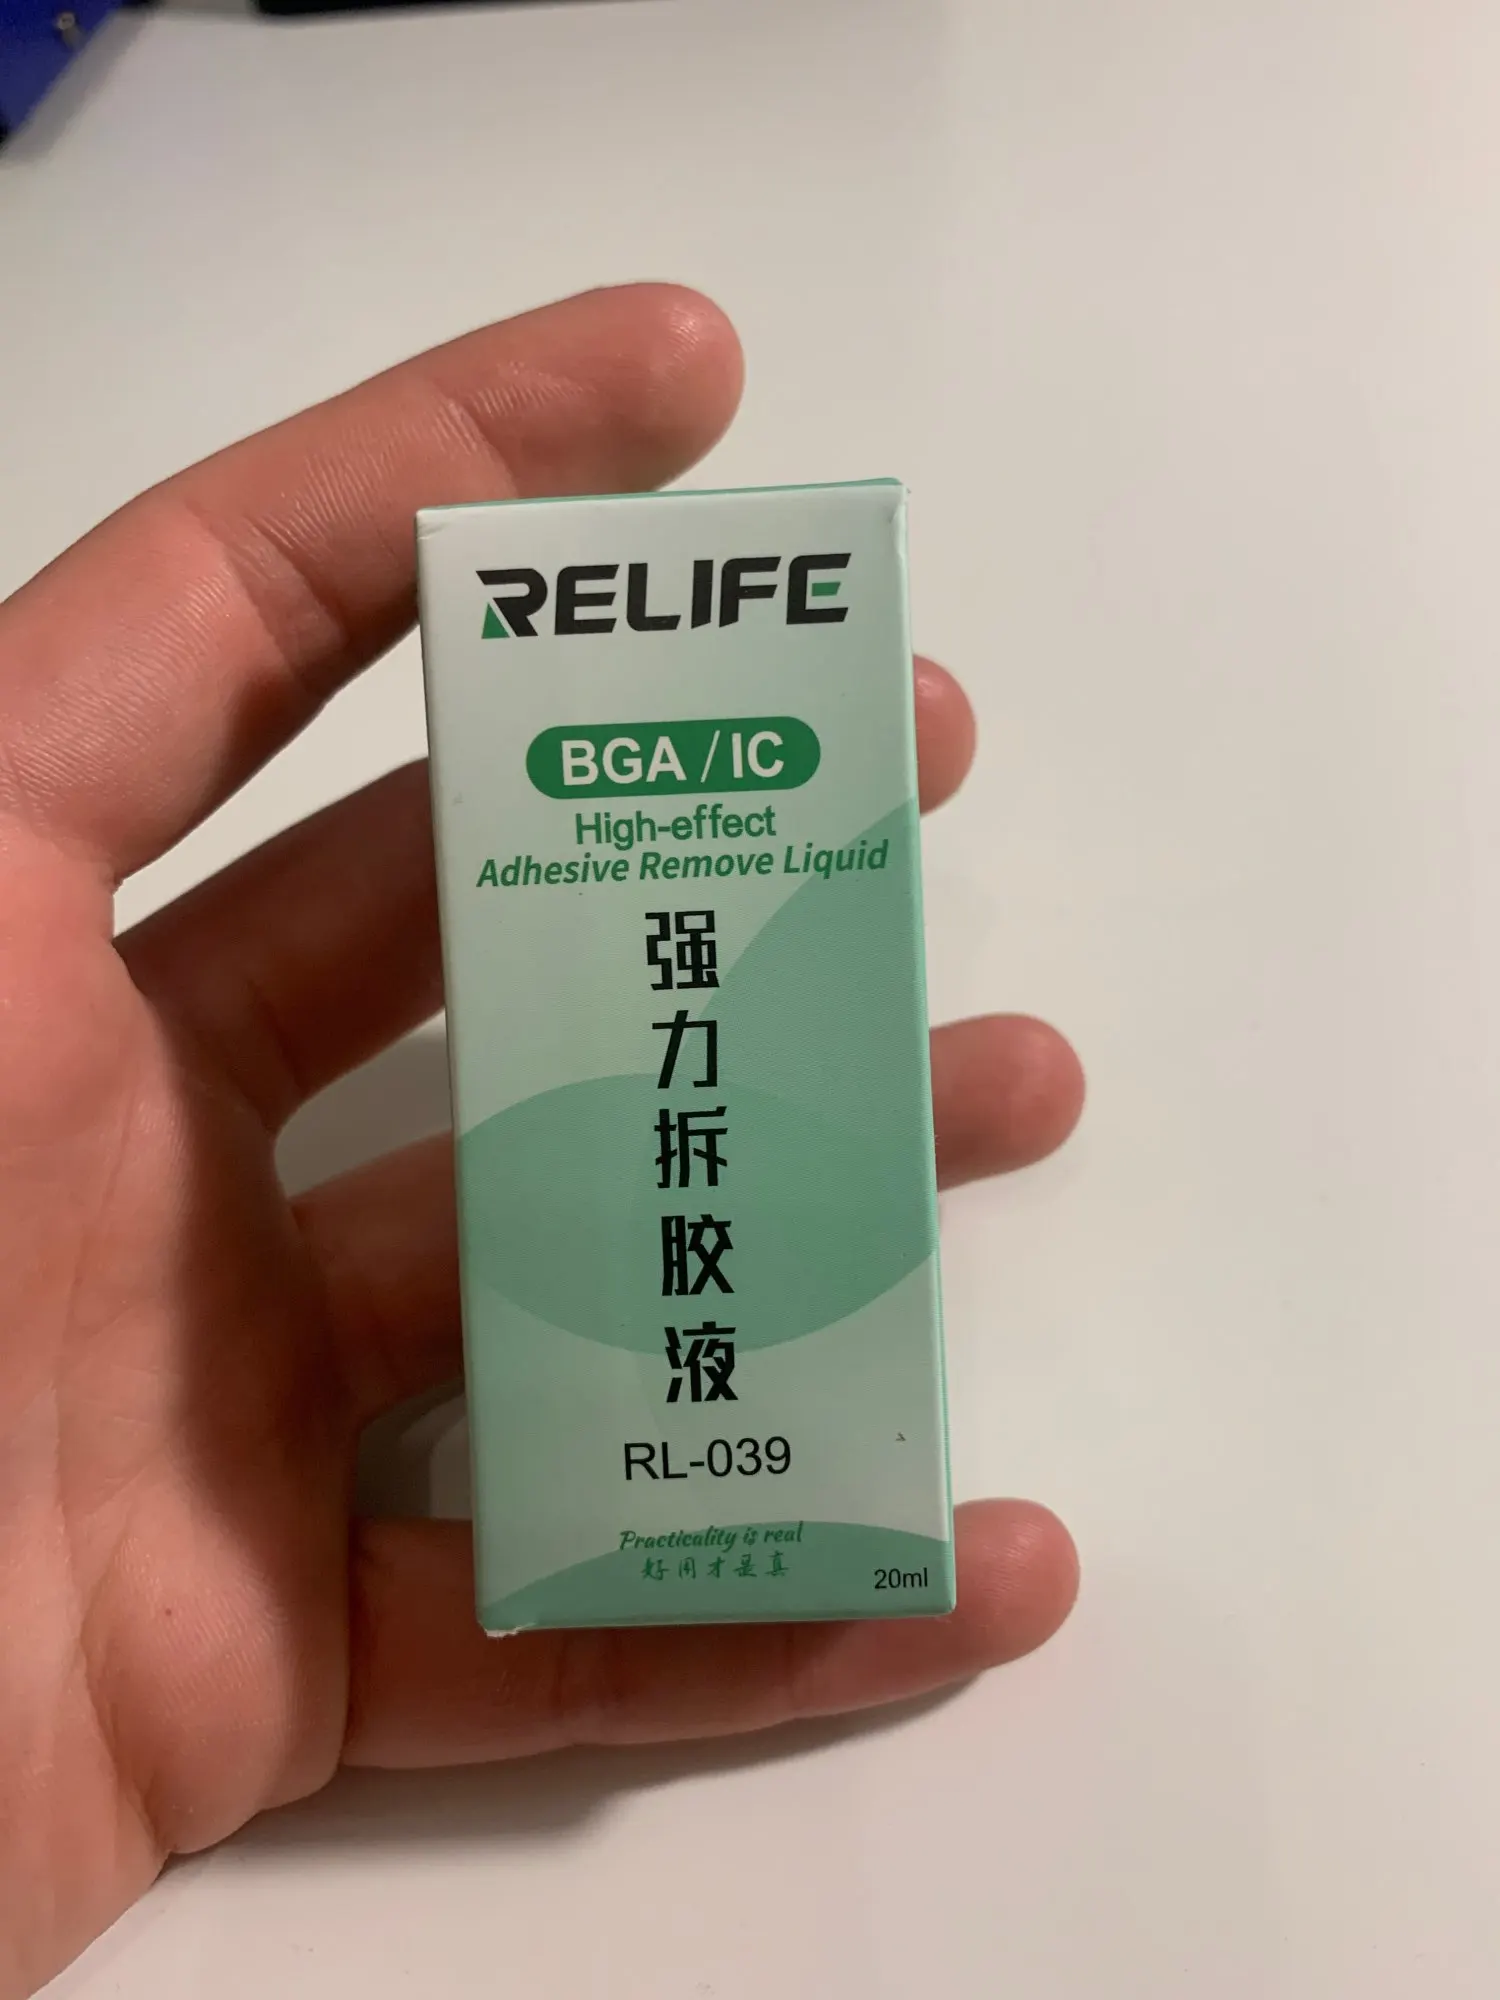 RELIFE
BGA / IC
High-effect
Adhesive Remove Liquid
强力拆胶液
RL-039
Practicality is real
好用才是真
20ml